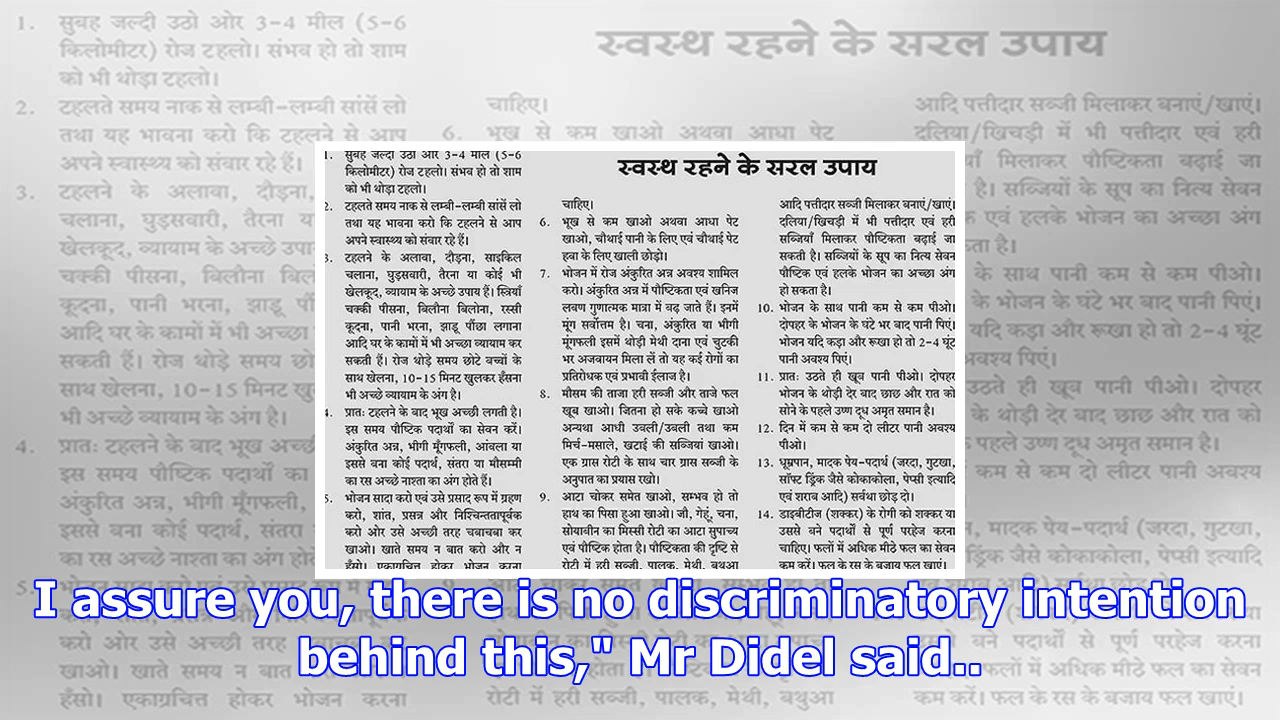 स्वस्थ रहने के सरल उपाय
1. सुबह जल्दी उठो ओर 3-4 मील (5-6
किलोमीटर) रोज टहलो। संभव हो तो शाम
को भी थोड़ा टहलो।
2. टहलते समय नाक से लम्बी-लम्बी सांसें लो
तथा यह भावना करो कि टहलने से आप
अपने स्वास्थ्य को संवार रहे हैं।
3. टहलने के अलावा, दौड़ना, साइकिल
चलाना, घुड़सवारी, तैरना या कोई भी
खेलकूद, व्यायाम के अच्छे उपाय हैं। स्त्रियाँ
चक्की पीसना, बिलौना बिलोना, रस्सी
कूदना, पानी भरना, झाडू पौंछा लगाना
आदि घर के कामों में भी अच्छा व्यायाम कर
सकती हैं। रोज थोड़े समय छोटे बच्चों के
साथ खेलना, 10-15 मिनट खुलकर हँसना
भी अच्छे व्यायाम के अंग है।
4. प्रातः टहलने के बाद भूख अच्छी लगती है।
इस समय पौष्टिक पदार्थों का सेवन करें।
अंकुरित अन्न, भीगी मूँगफली, आंवला या
इससे बना कोई पदार्थ, संतरा या मौसम्मी
का रस अच्छे नाश्ता का अंग होते हैं।
5. भोजन सादा करो एवं उसे प्रसाद रूप में ग्रहण
करो, शांत, प्रसन्न और निश्चिन्ततापूर्वक
करो ओर उसे अच्छी तरह चबाचबा कर
खाओ। खाते समय न बात करो और न
हँसो। एकाग्रचित्त होकर भोजन करना
चाहिए।
6. भूख से कम खाओ अथवा आधा पेट
खाओ, चौथाई पानी के लिए एवं चौथाई पेट
हवा के लिए खाली छोड़ो।
7. भोजन में रोज अंकुरित अन्न अवश्य शामिल
करो। अंकुरित अन्न में पौष्टिकता एवं खनिज
लवण गुणात्मक मात्रा में बढ़ जाते हैं। इनमें
मूंग सर्वोत्तम है। चना, अंकुरित या भीगी
मूंगफली इसमें थोड़ी मेथी दाना एवं चुटकी
भर अजवायन मिला लें तो यह कई रोगों का
प्रतिरोधक एवं प्रभावी ईलाज है।
8. मौसम की ताजा हरी सब्जी और ताजे फल
खूब खाओ। जितना हो सके कच्चे खाओ
अन्यथा आधी उबली/उबली तथा कम
मिर्च-मसाले, खटाई की सब्जियां खाओ।
एक ग्रास रोटी के साथ चार ग्रास सब्जी के
अनुपात का प्रयास रखो।
9. आटा चोकर समेत खाओ, सम्भव हो तो
हाथ का पिसा हुआ खाओ। जौ, गेहूं, चना,
सोयाबीन का मिस्सी रोटी का आटा सुपाच्य
एवं पौष्टिक होता है। पौष्टिकता की दृष्टि से
रोटी में हरी सब्जी, पालक, मेथी, बथुआ
आदि पत्तीदार सब्जी मिलाकर बनाएं/खाएं।
दलिया/खिचड़ी में भी पत्तीदार एवं हरी
सब्जियाँ मिलाकर पौष्टिकता बढ़ाई जा
सकती है। सब्जियों के सूप का नित्य सेवन
पौष्टिक एवं हलके भोजन का अच्छा अंग
हो सकता है।
10. भोजन के साथ पानी कम से कम पीओ।
दोपहर के भोजन के घंटे भर बाद पानी पिएं।
भोजन यदि कड़ा और रूखा हो तो 2-4 घूंट
पानी अवश्य पिएं।
11. प्रातः उठते ही खूब पानी पीओ। दोपहर
भोजन के थोड़ी देर बाद छाछ और रात को
सोने के पहले उष्ण दूध अमृत समान है।
12. दिन में कम से कम दो लीटर पानी अवश्य
पीओ।
13. धूम्रपान, मादक पेय-पदार्थ (जरदा, गुटखा,
सॉफ्ट ड्रिंक जैसे कोकाकोला, पेप्सी इत्यादि
एवं शराब आदि) सर्वथा छोड़ दो।
14. डाइबीटीज (शक्कर) के रोगी को शक्कर या
उससे बने पदार्थों से पूर्ण परहेज करना
चाहिए। फलों में अधिक मीठे फल का सेवन
कम करें। फल के रस के बजाय फल खाएं।
I assure you, there is no discriminatory intention
behind this," Mr Didel said..